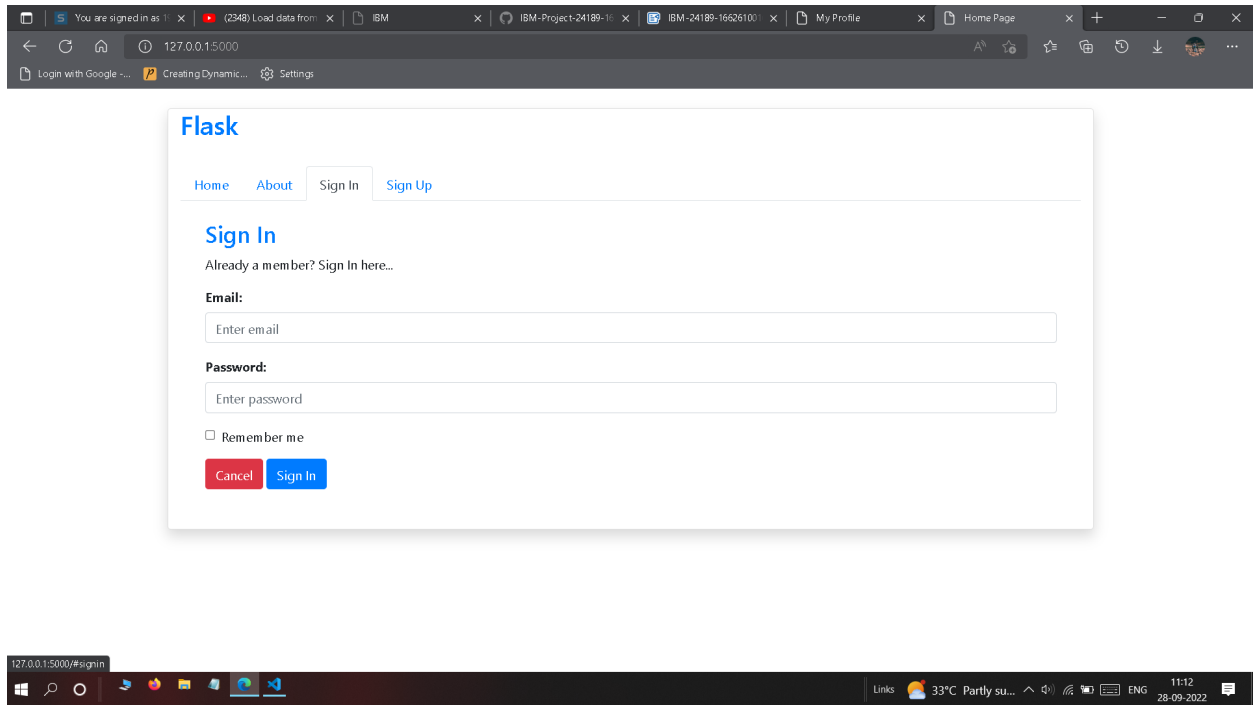 You are signed in as 1
(2348) Load data from
IBM
IBM-Project-24189-16
IBM-24189-166261001
My Profile
Home Page
127.0.0.1:5000
Login with Google -...
Creating Dynamic...
Settings
Flask
Home About Sign In Sign Up
Sign In
Already a member? Sign In here...
Email:
Enter email
Password:
Enter password
Remember me
Cancel Sign In
127.0.0.1:5000/#signin
Links 33°C Partly su... ENG 11:12
28-09-2022